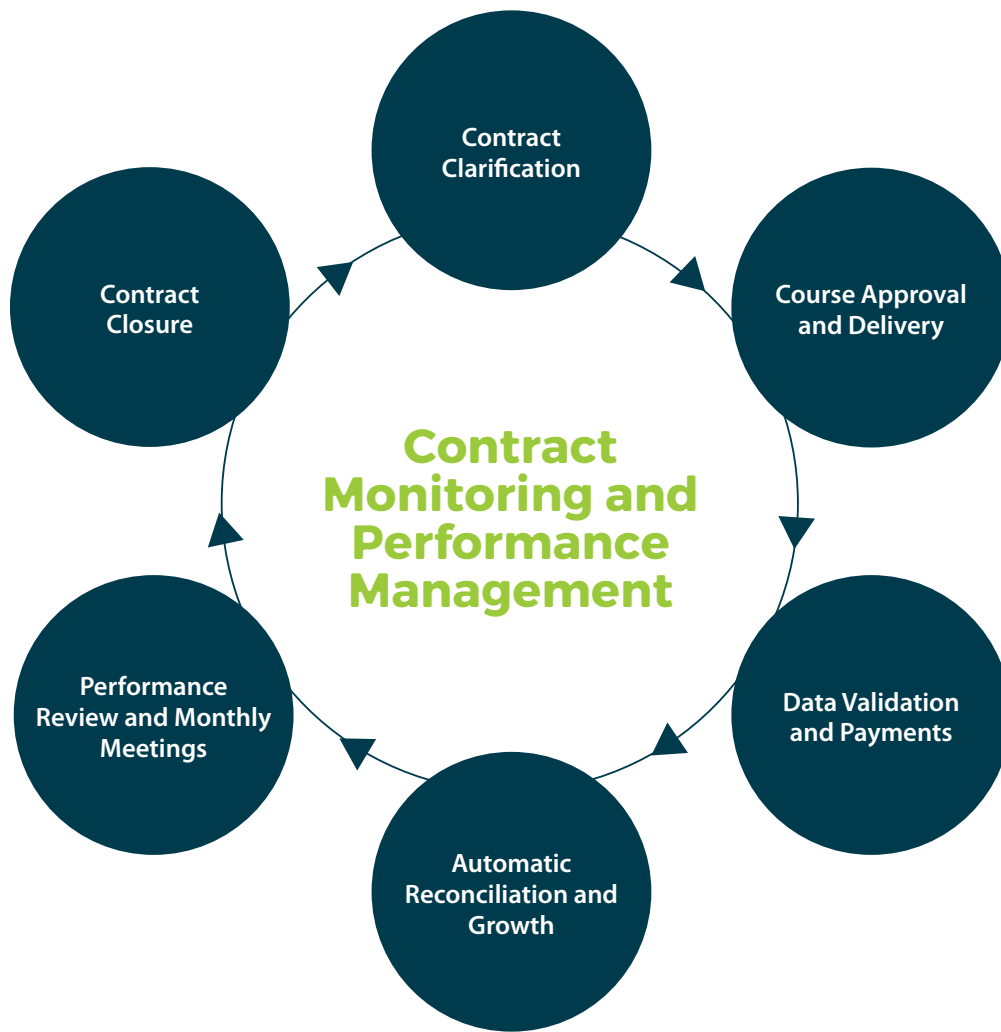 Contract
Clarification
Course Approval
and Delivery
Data Validation
and Payments
Automatic
Reconciliation and
Growth
Performance
Review and Monthly
Meetings
Contract
Closure
Contract
Monitoring and
Performance
Management